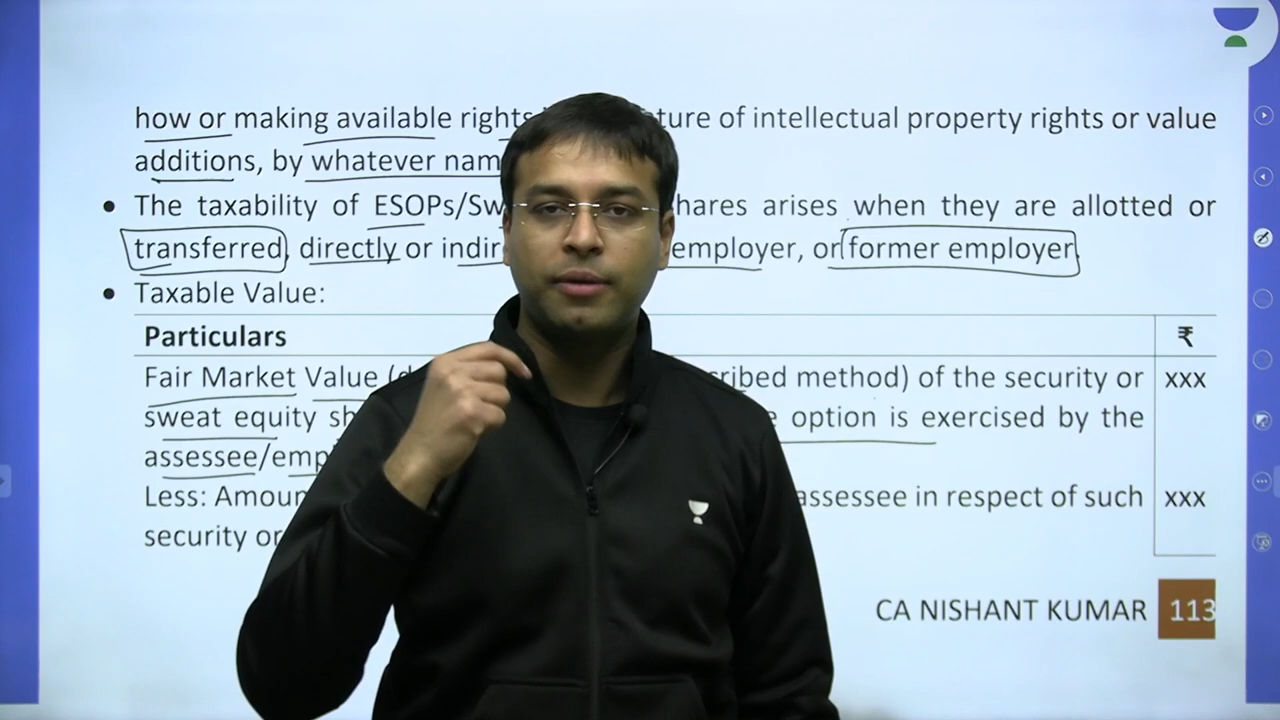 how or making available rights ture of intellectual property rights or value
additions, by whatever nam
• The taxability of ESOPs/Sw hares arises when they are allotted or
transferred, directly or indir employer, or former employer.
• Taxable Value:
Particulars ₹
Fair Market Value (d cribed method) of the security or xxx
sweat equity sh e option is exercised by the
assessee/emp
Less: Amoun assessee in respect of such xxx
security or
CA NISHANT KUMAR 113